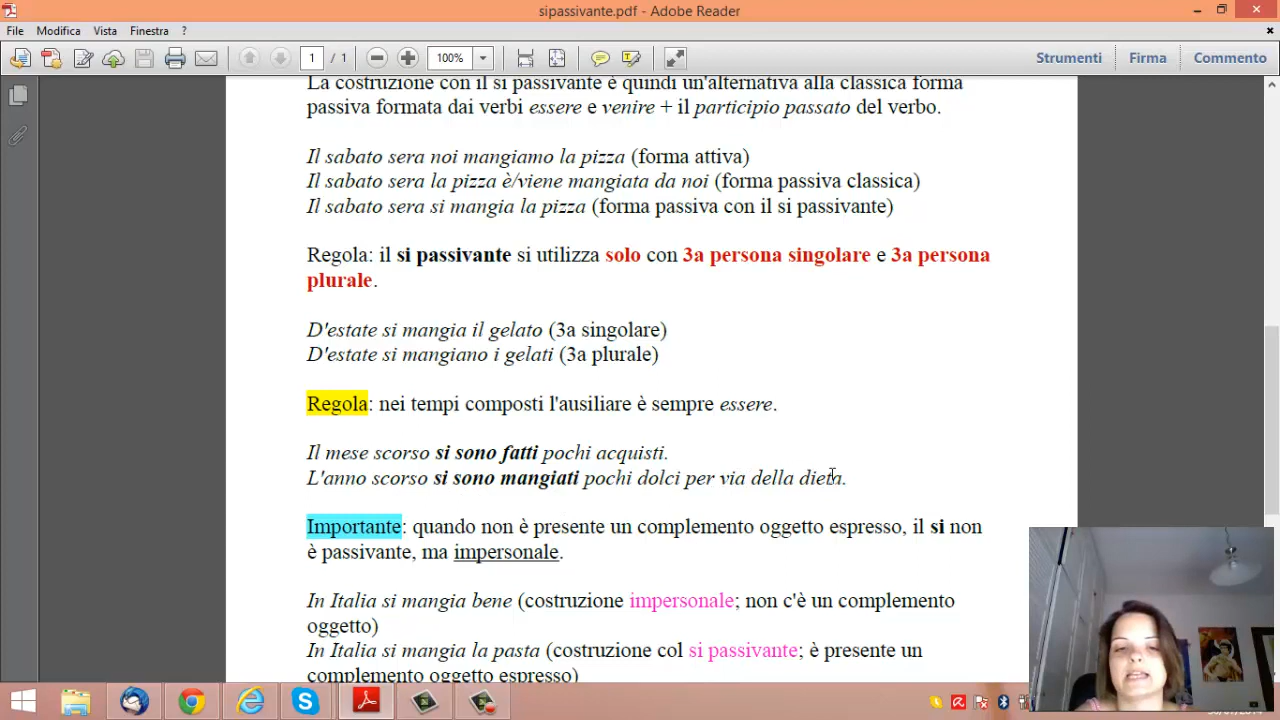 sipassivante.pdf - Adobe Reader
File Modifica Vista Finestra ?
1 / 1 100% Strumenti Firma Commento
La costruzione con il si passivante è quindi un'alternativa alla classica forma
passiva formata dai verbi essere e venire + il participio passato del verbo.
Il sabato sera noi mangiamo la pizza (forma attiva)
Il sabato sera la pizza è/viene mangiata da noi (forma passiva classica)
Il sabato sera si mangia la pizza (forma passiva con il si passivante)
Regola: il si passivante si utilizza solo con 3a persona singolare e 3a persona
plurale.
D'estate si mangia il gelato (3a singolare)
D'estate si mangiano i gelati (3a plurale)
Regola: nei tempi composti l'ausiliare è sempre essere.
Il mese scorso si sono fatti pochi acquisti.
L'anno scorso si sono mangiati pochi dolci per via della dieta.
Importante: quando non è presente un complemento oggetto espresso, il si non
è passivante, ma impersonale.
In Italia si mangia bene (costruzione impersonale; non c'è un complemento
oggetto)
In Italia si mangia la pasta (costruzione col si passivante; è presente un
complemento oggetto espresso)